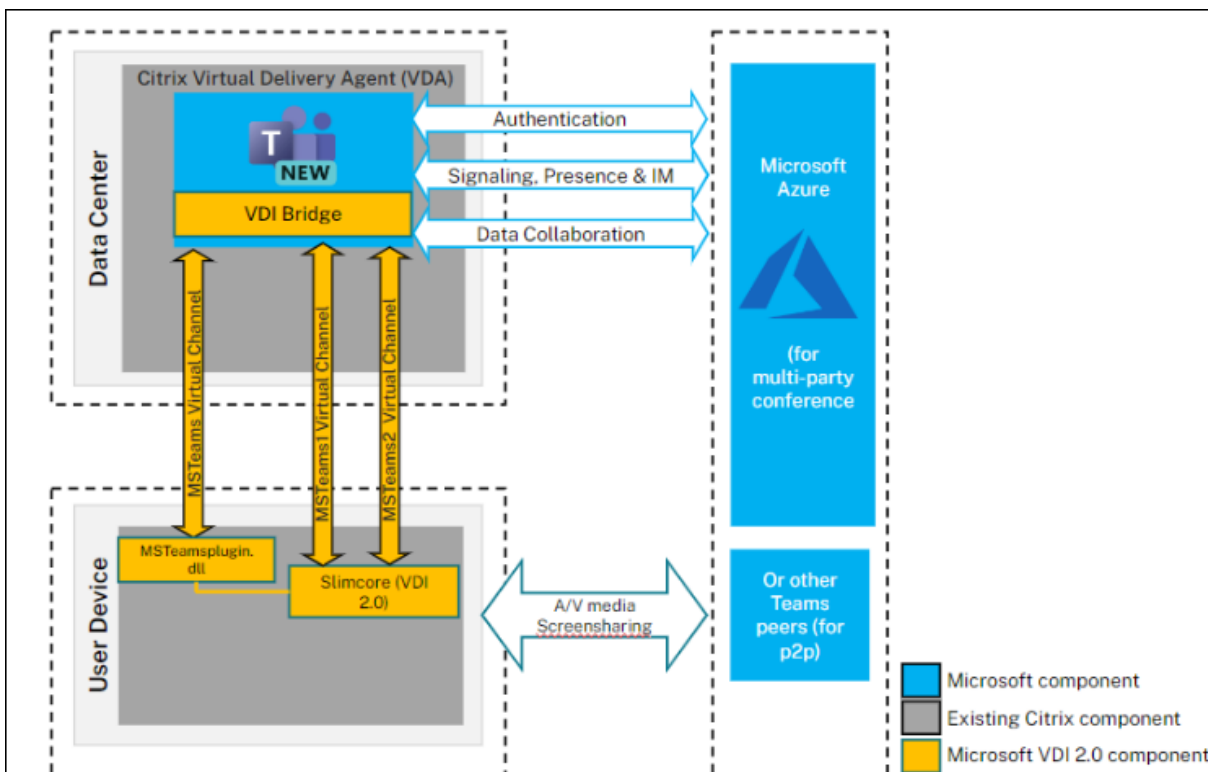 Citrix Virtual Delivery Agent (VDA)
T
NEW
VDI Bridge
Data Center
Authentication
Signaling, Presence & IM
Data Collaboration
Microsoft
Azure
(for
multi-party
conference
MSTeams Virtual Channel
MSTeams1 Virtual Channel
MSTeams2 Virtual Channel
User Device
MSTeamsplugin.
dll
Slimcore (VDI
2.0)
A/V media
Screensharing
Or other
Teams
peers (for
p2p)
Microsoft component
Existing Citrix component
Microsoft VDI 2.0 component